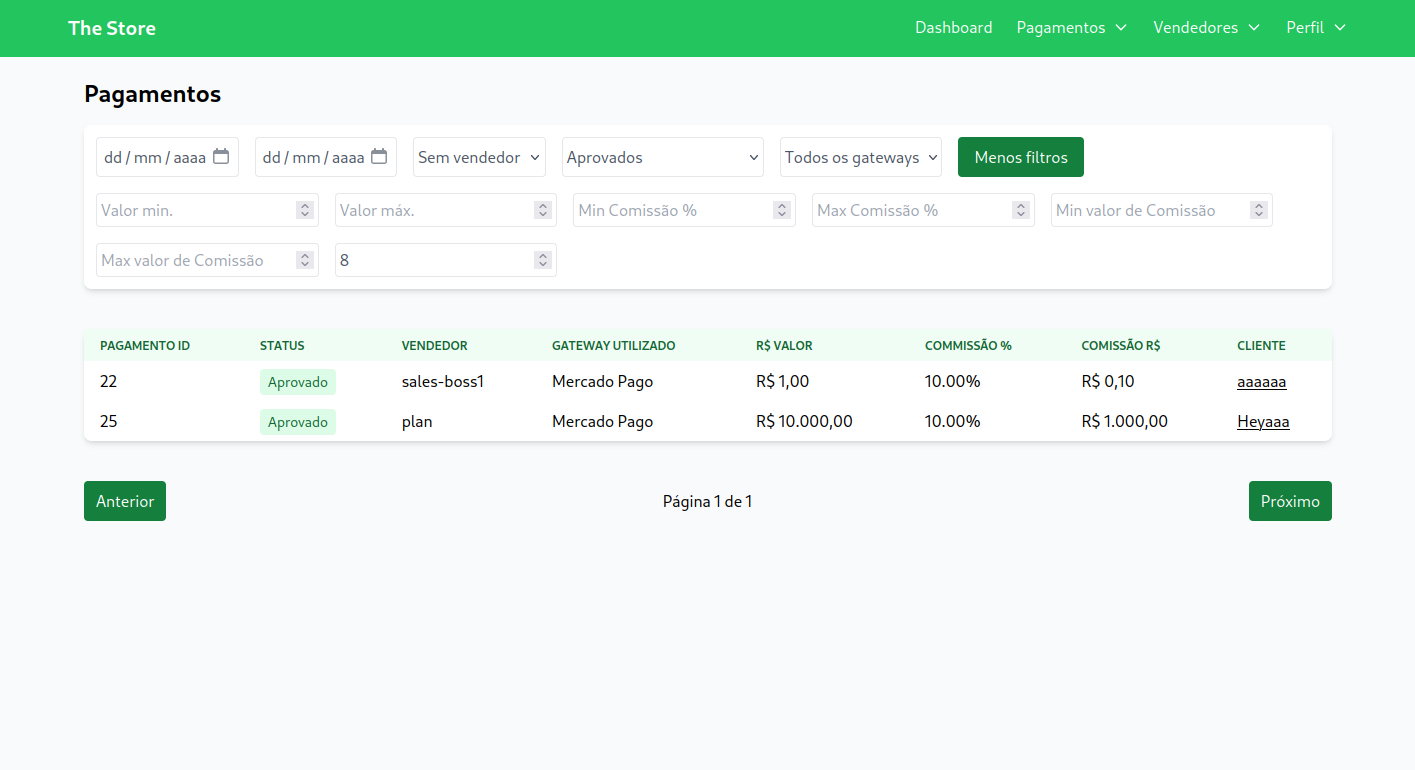 The Store Dashboard Pagamentos Vendedores Perfil
Pagamentos
dd / mm / aaaa dd / mm / aaaa Sem vendedor Aprovados Todos os gateways Menos filtros
Valor min. Valor máx. Min Comissão % Max Comissão % Min valor de Comissão
Max valor de Comissão 8
PAGAMENTO ID STATUS VENDEDOR GATEWAY UTILIZADO R$ VALOR COMMISSÃO % COMISSÃO R$ CLIENTE
22 Aprovado sales-boss1 Mercado Pago R$ 1,00 10.00% R$ 0,10 aaaaaa
25 Aprovado plan Mercado Pago R$ 10.000,00 10.00% R$ 1.000,00 Heyaaa
Anterior Página 1 de 1 Próximo